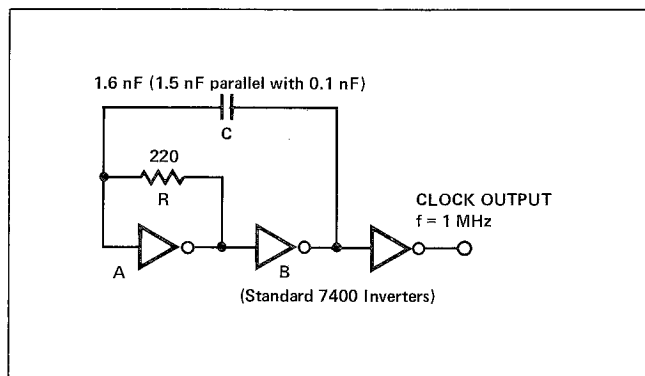 1.6 nF (1.5 nF parallel with 0.1 nF)
C
220
R
CLOCK OUTPUT
f = 1 MHz
A
B
(Standard 7400 Inverters)